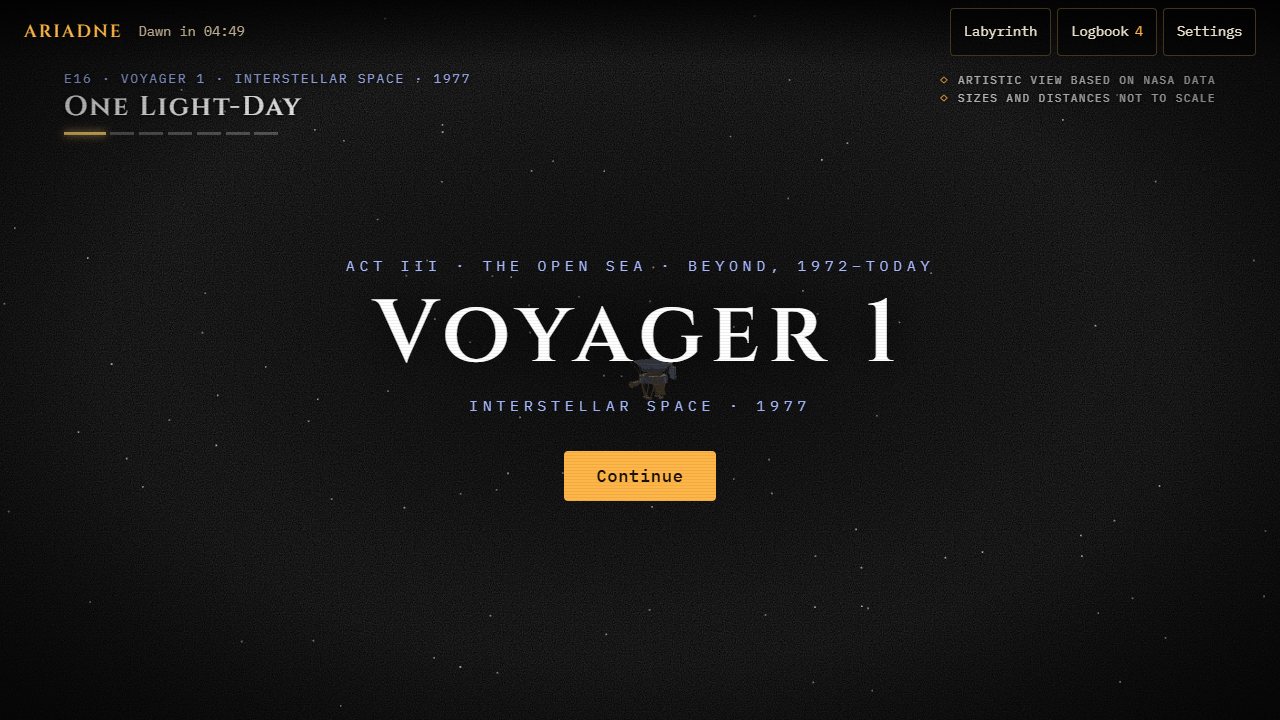 ARIADNE Dawn in 04:49 Labyrinth Logbook 4 Settings
E16 · VOYAGER 1 · INTERSTELLAR SPACE · 1977
One Light-Day
ARTISTIC VIEW BASED ON NASA DATA
SIZES AND DISTANCES NOT TO SCALE
ACT III · THE OPEN SEA · BEYOND, 1972–TODAY
Voyager 1
INTERSTELLAR SPACE · 1977
Continue